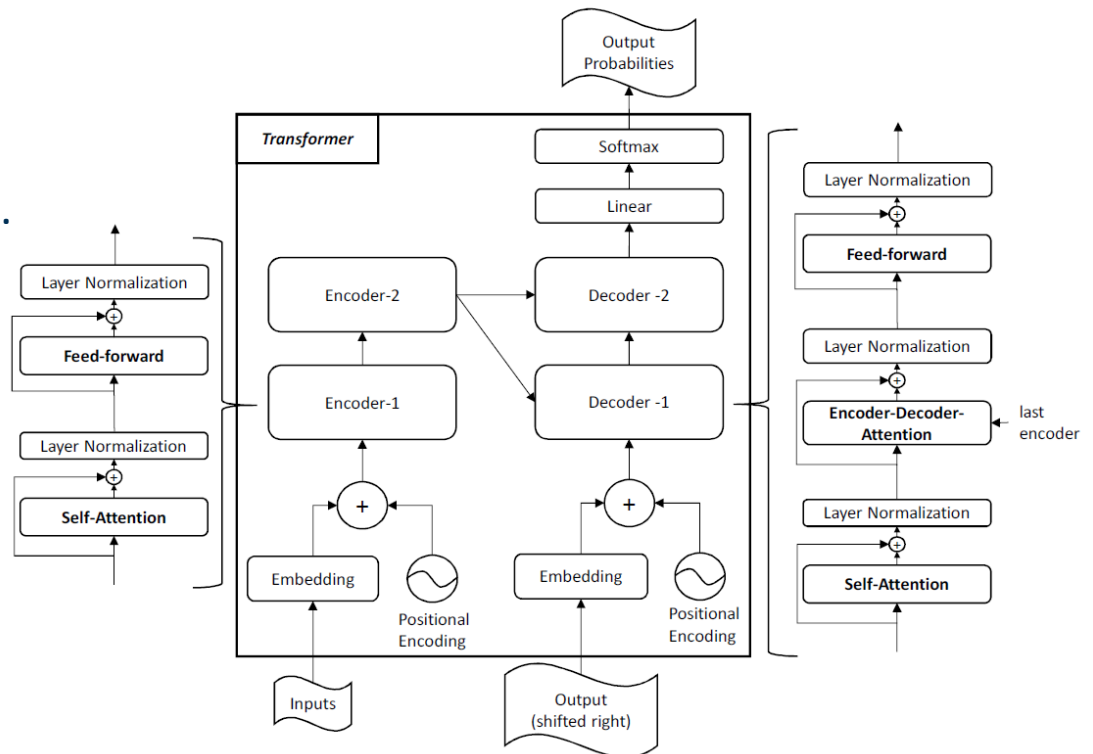 Output
Probabilities
Transformer
Softmax
Linear
Encoder-2
Decoder -2
Encoder-1
Decoder -1
+
+
Embedding
Positional
Encoding
Embedding
Positional
Encoding
Inputs
Output
(shifted right)
Layer Normalization
+
Feed-forward
Layer Normalization
+
Self-Attention
Layer Normalization
+
Feed-forward
Layer Normalization
+
Encoder-Decoder-
Attention
last
encoder
Layer Normalization
+
Self-Attention